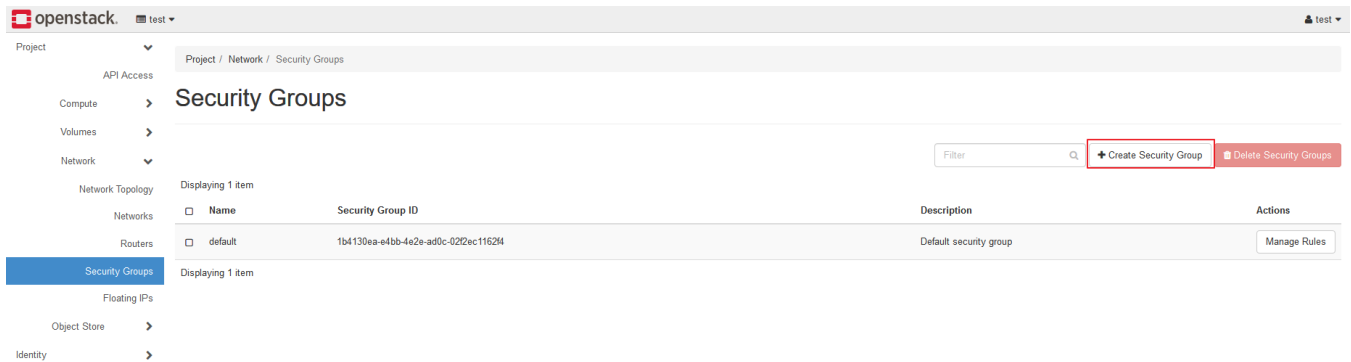 openstack. test test
Project
API Access
Compute
Volumes
Network
Network Topology
Networks
Routers
Security Groups
Floating IPs
Object Store
Identity
Project / Network / Security Groups
Security Groups
Filter + Create Security Group Delete Security Groups
Displaying 1 item
Name Security Group ID Description Actions
default 1b4130ea-e4bb-4e2e-ad0c-02f2ec1162f4 Default security group Manage Rules
Displaying 1 item